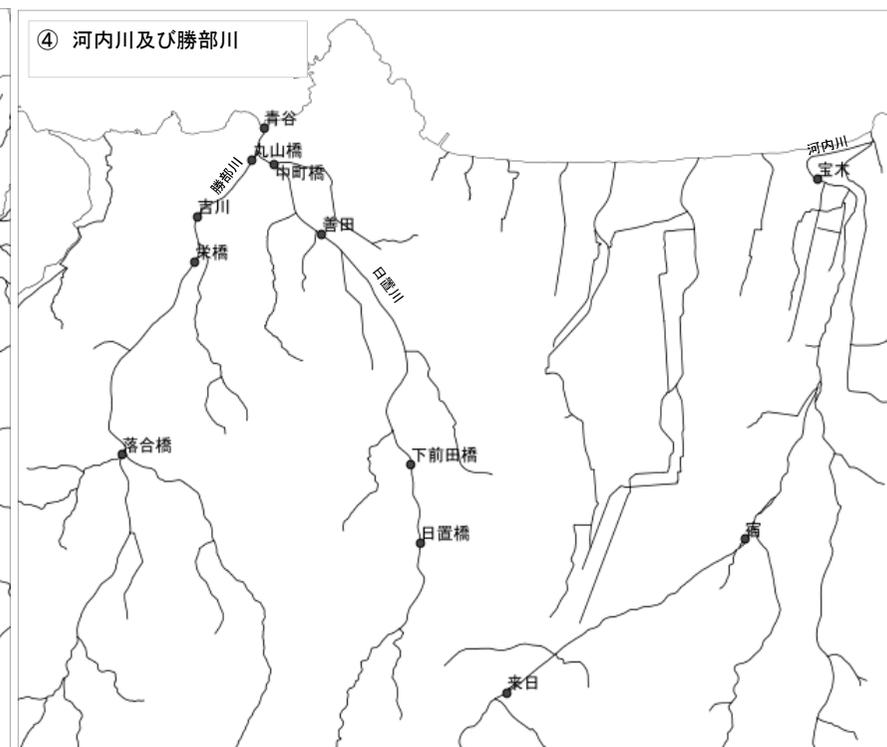 ④ 河内川及び勝部川
青谷
丸山橋
中町橋
勝部川
吉川
善田
栄橋
日置川
河内川
宝木
落合橋
下前田橋
日置橋
宿
来日